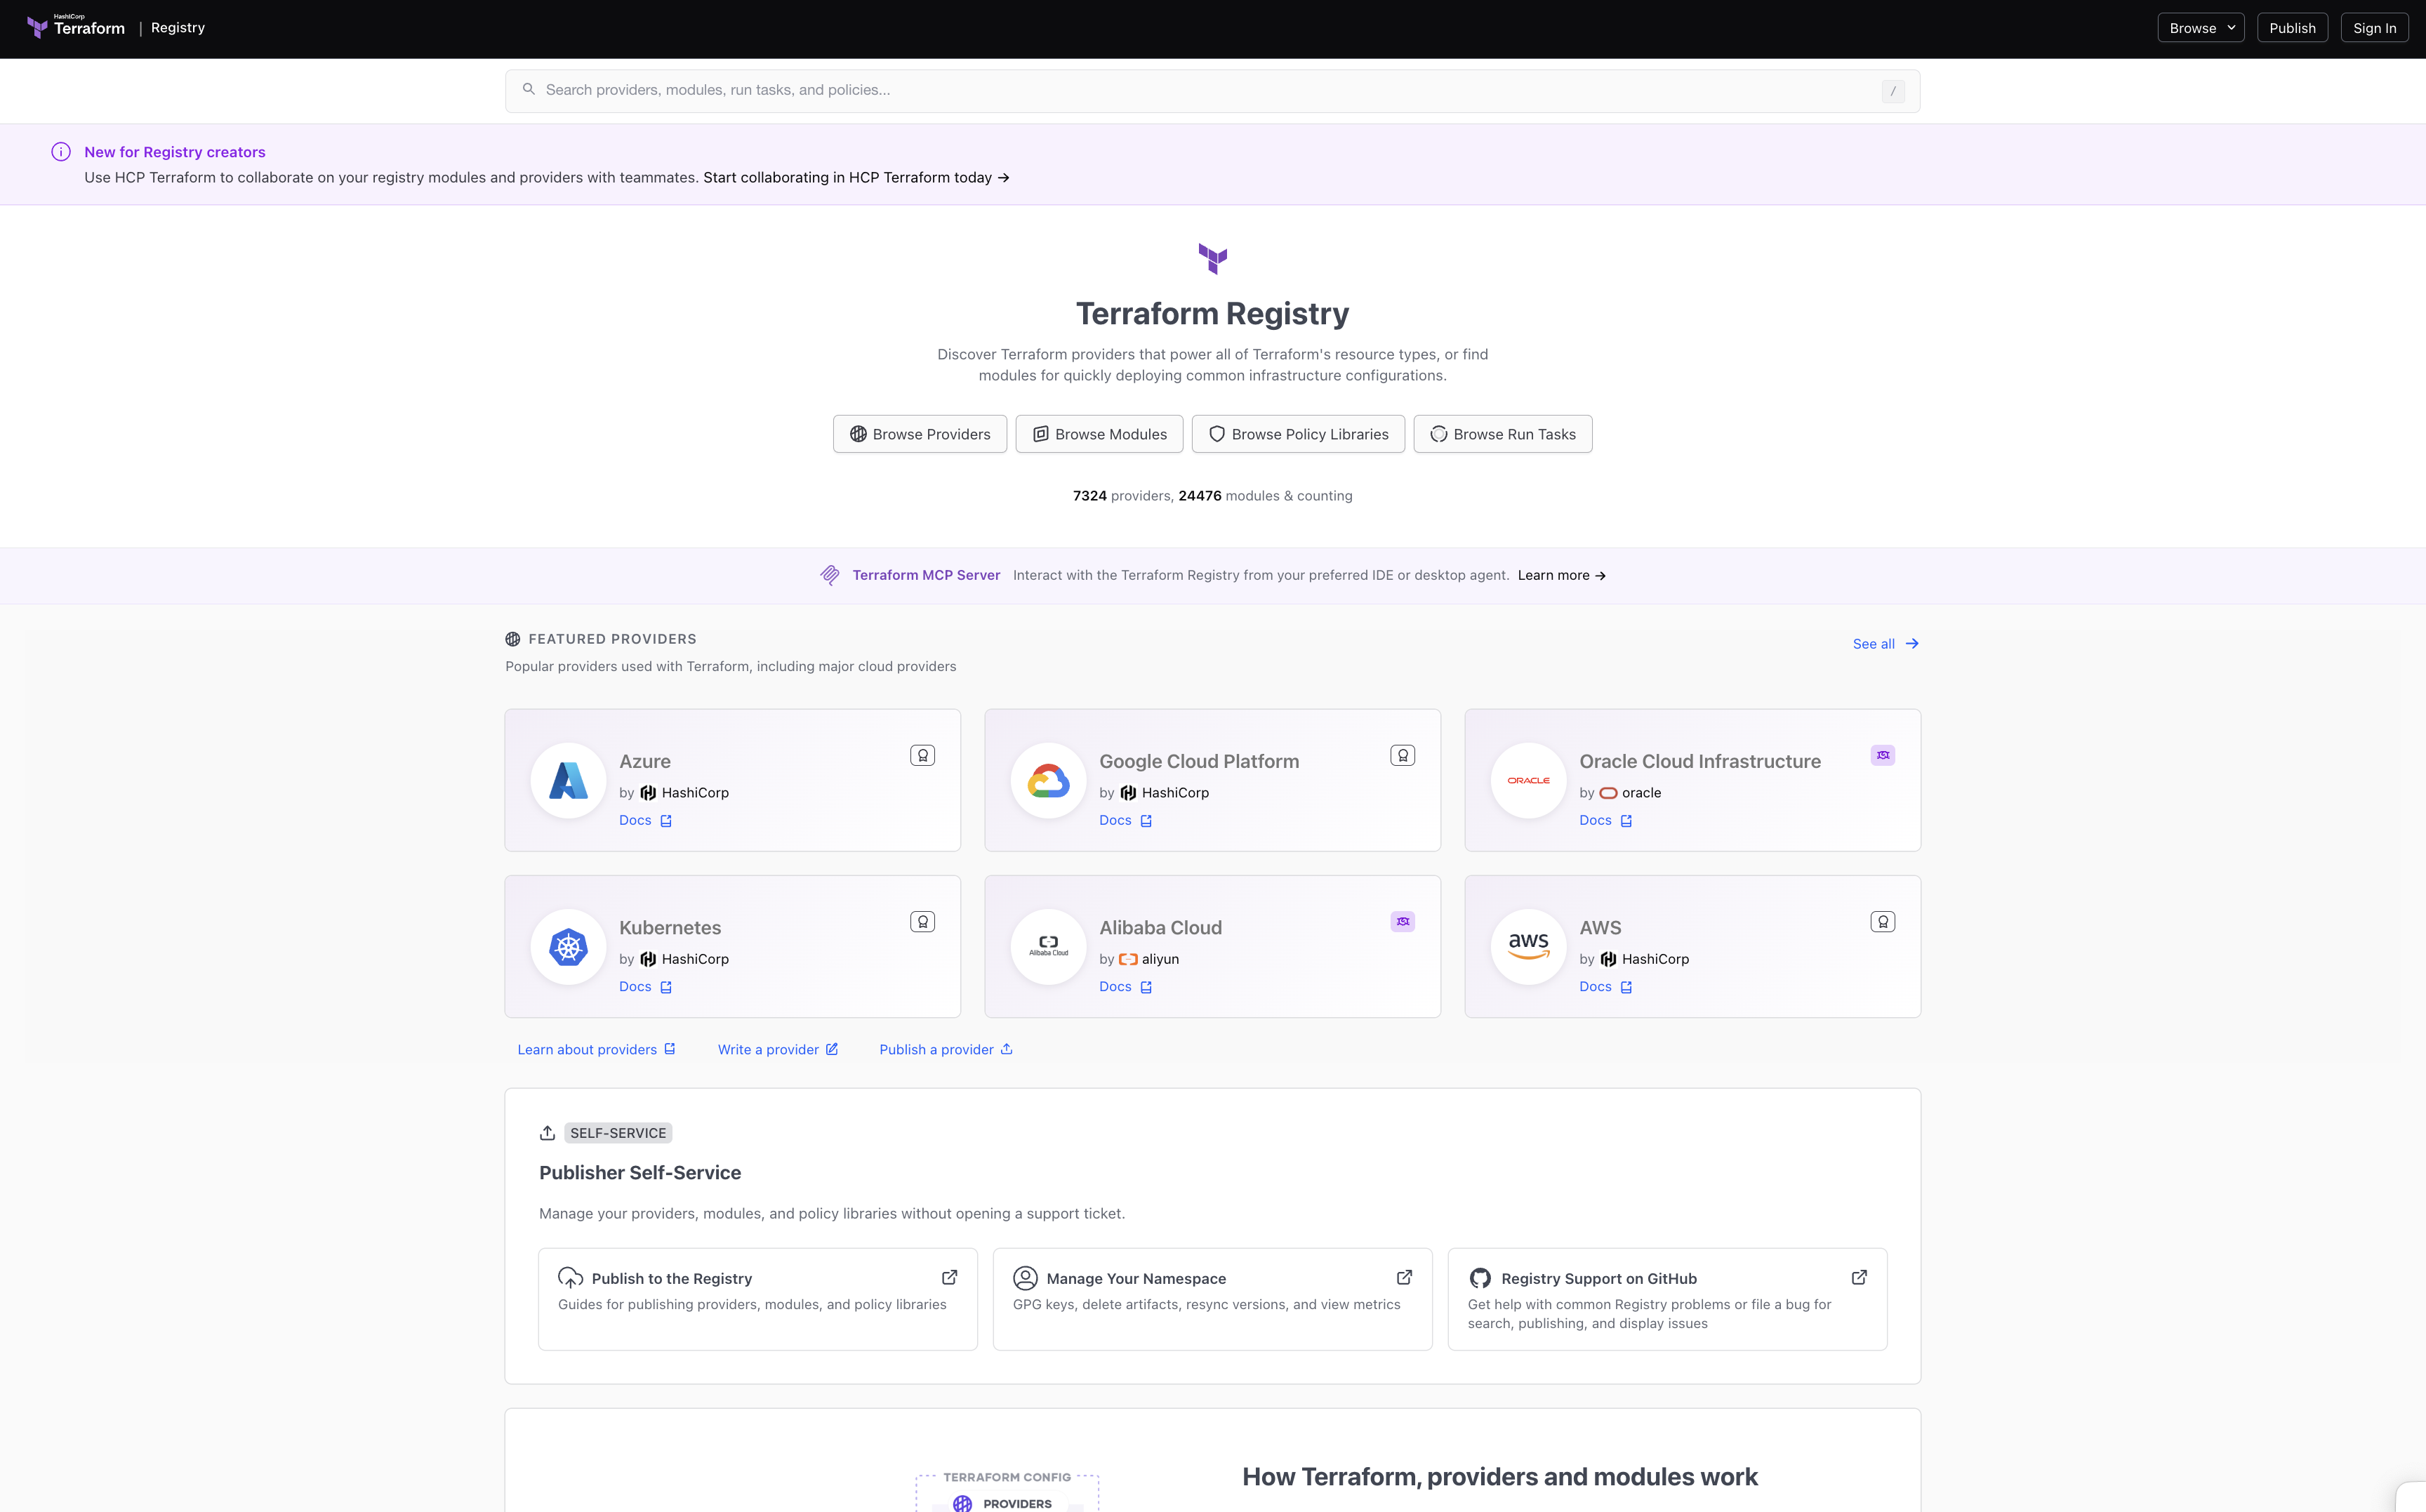 HashiCorp
Terraform | Registry
Browse
Publish
Sign In
Search providers, modules, run tasks, and policies...
/
New for Registry creators
Use HCP Terraform to collaborate on your registry modules and providers with teammates. Start collaborating in HCP Terraform today →
Terraform Registry
Discover Terraform providers that power all of Terraform's resource types, or find
modules for quickly deploying common infrastructure configurations.
Browse Providers
Browse Modules
Browse Policy Libraries
Browse Run Tasks
7324 providers, 24476 modules & counting
Terraform MCP Server Interact with the Terraform Registry from your preferred IDE or desktop agent. Learn more →
FEATURED PROVIDERS
Popular providers used with Terraform, including major cloud providers
See all →
Azure
by HashiCorp
Docs
Google Cloud Platform
by HashiCorp
Docs
ORACLE
Oracle Cloud Infrastructure
by oracle
Docs
Kubernetes
by HashiCorp
Docs
Alibaba Cloud
Alibaba Cloud
by aliyun
Docs
aws
AWS
by HashiCorp
Docs
Learn about providers
Write a provider
Publish a provider
SELF-SERVICE
Publisher Self-Service
Manage your providers, modules, and policy libraries without opening a support ticket.
Publish to the Registry
Guides for publishing providers, modules, and policy libraries
Manage Your Namespace
GPG keys, delete artifacts, resync versions, and view metrics
Registry Support on GitHub
Get help with common Registry problems or file a bug for
search, publishing, and display issues
TERRAFORM CONFIG
PROVIDERS
How Terraform, providers and modules work